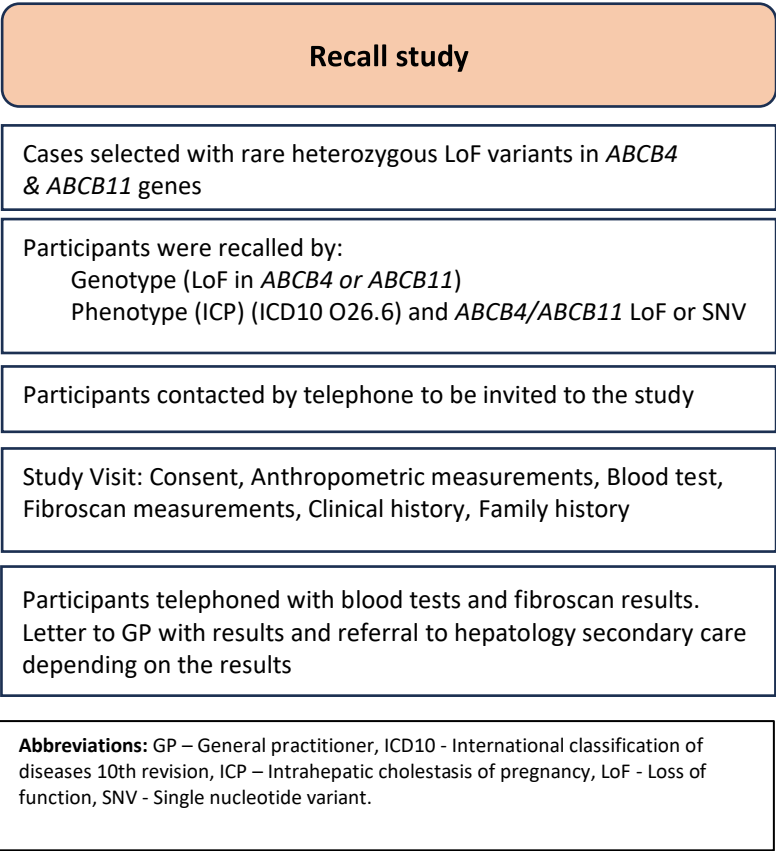 Recall study
Cases selected with rare heterozygous LoF variants in ABCB4
& ABCB11 genes
Participants were recalled by:
Genotype (LoF in ABCB4 or ABCB11)
Phenotype (ICP) (ICD10 O26.6) and ABCB4/ABCB11 LoF or SNV
Participants contacted by telephone to be invited to the study
Study Visit: Consent, Anthropometric measurements, Blood test,
Fibroscan measurements, Clinical history, Family history
Participants telephoned with blood tests and fibroscan results.
Letter to GP with results and referral to hepatology secondary care
depending on the results
Abbreviations: GP – General practitioner, ICD10 - International classification of
diseases 10th revision, ICP – Intrahepatic cholestasis of pregnancy, LoF - Loss of
function, SNV - Single nucleotide variant.